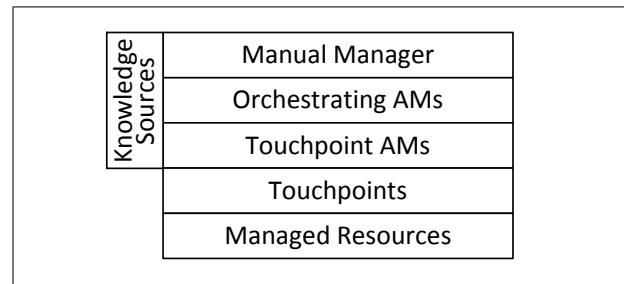 Knowledge
Sources
Manual Manager
Orchestrating AMs
Touchpoint AMs
Touchpoints
Managed Resources